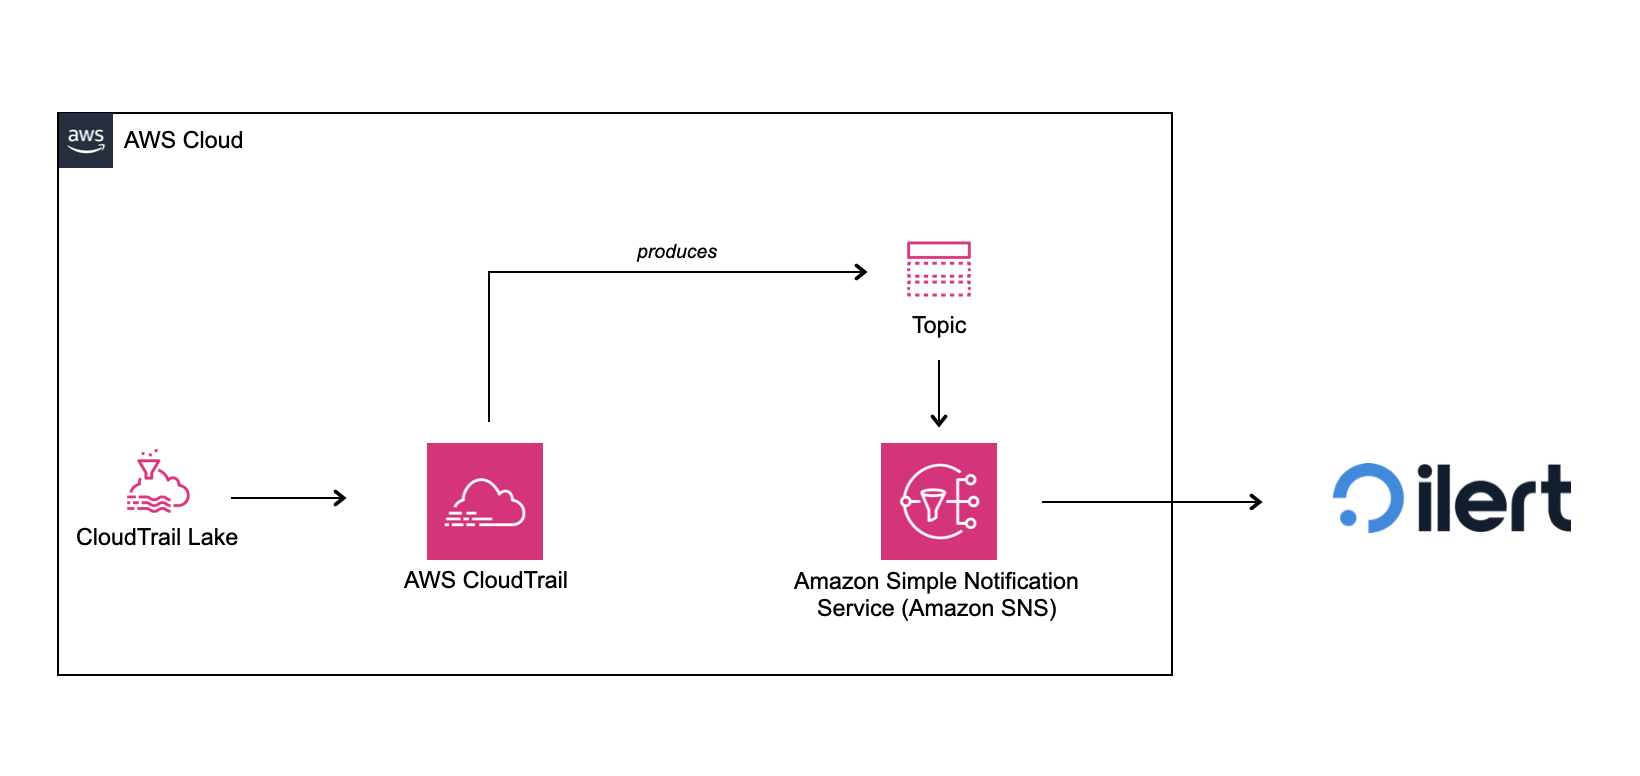 aws
AWS Cloud
produces
Topic
CloudTrail Lake
AWS CloudTrail
Amazon Simple Notification
Service (Amazon SNS)
ilert